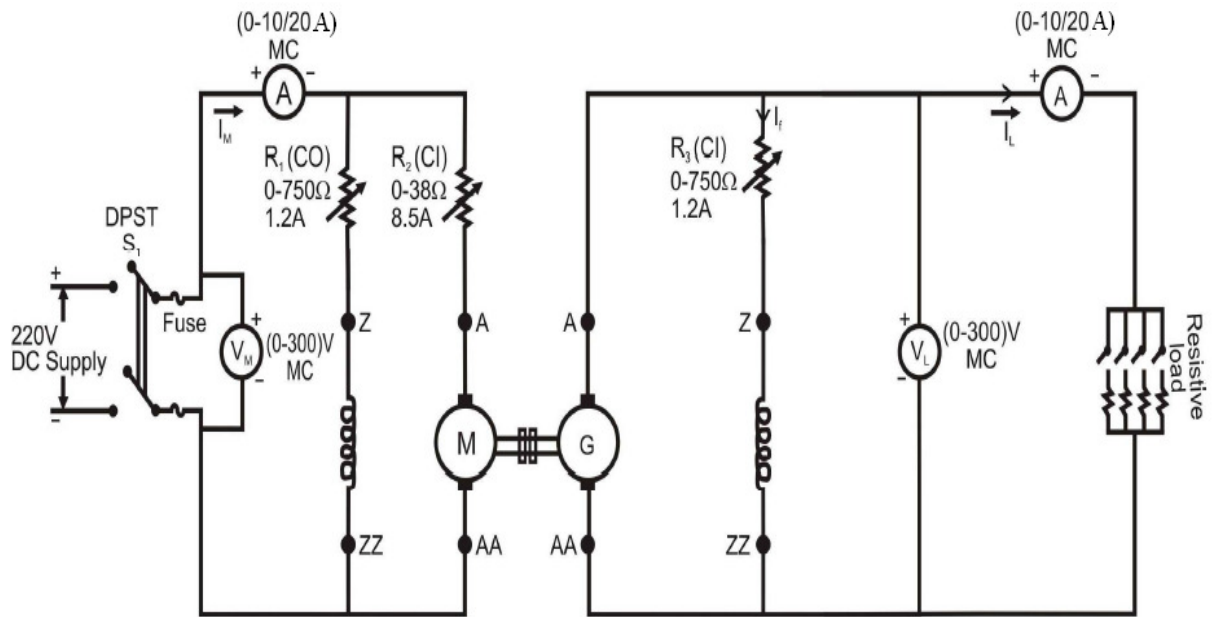 (0-10/20 A)
MC
+ A −
I_M
R₁ (CO)
0-750Ω
1.2A
R₂ (CI)
0-38Ω
8.5A
DPST
S₁
+
220V
DC Supply
−
Fuse
+
V_M
−
(0-300)V
MC
Z
A
M
ZZ
AA
A
G
AA
I_f
R₃ (CI)
0-750Ω
1.2A
Z
ZZ
+
V_L
−
(0-300)V
MC
(0-10/20 A)
MC
+ A −
I_L
Resistive
load